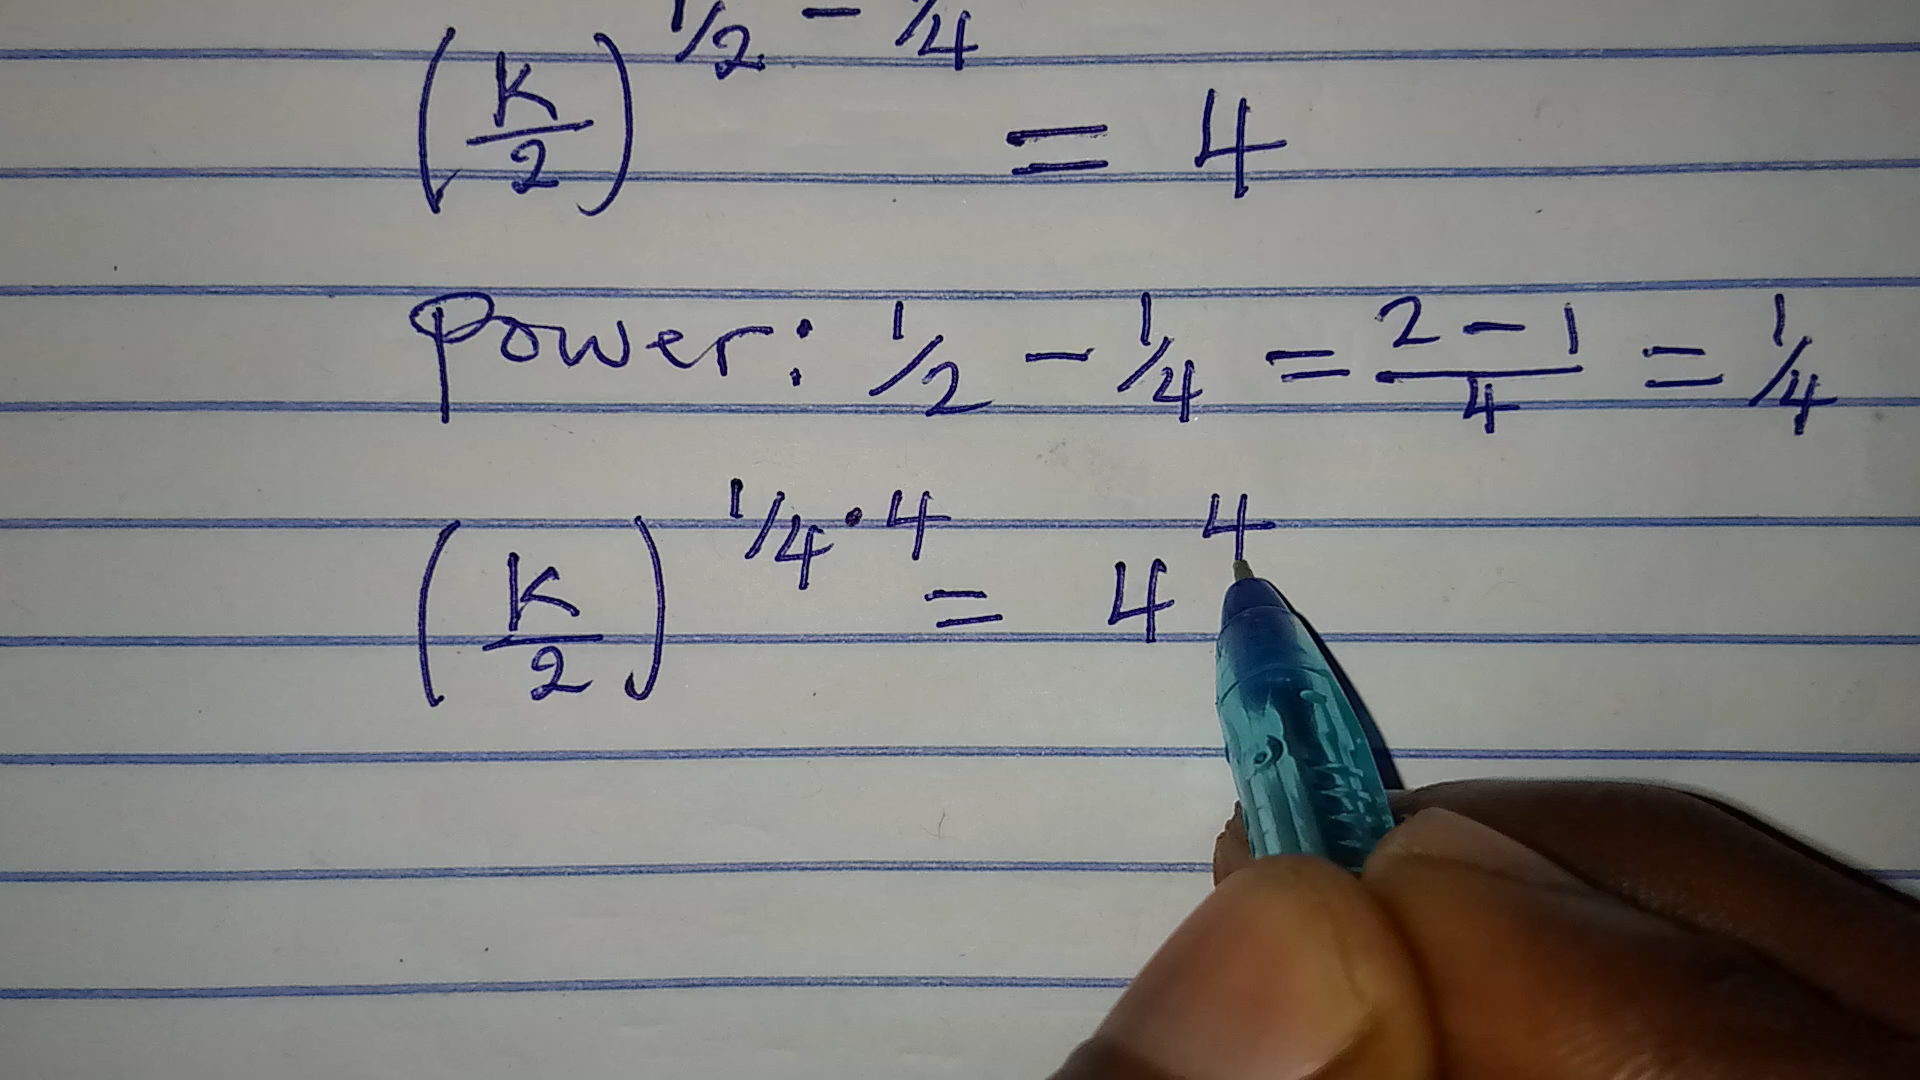 (K/2)^1/2 - 1/4 = 4
Power: 1/2 - 1/4 = 2 - 1/4 = 1/4
(K/2)^1/4 · 4 = 4^4